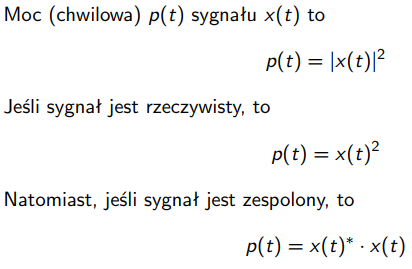 Moc (chwilowa) p(t) sygnału x(t) to
p(t) = |x(t)|²
Jeśli sygnał jest rzeczywisty, to
p(t) = x(t)²
Natomiast, jeśli sygnał jest zespolony, to
p(t) = x(t)* · x(t)